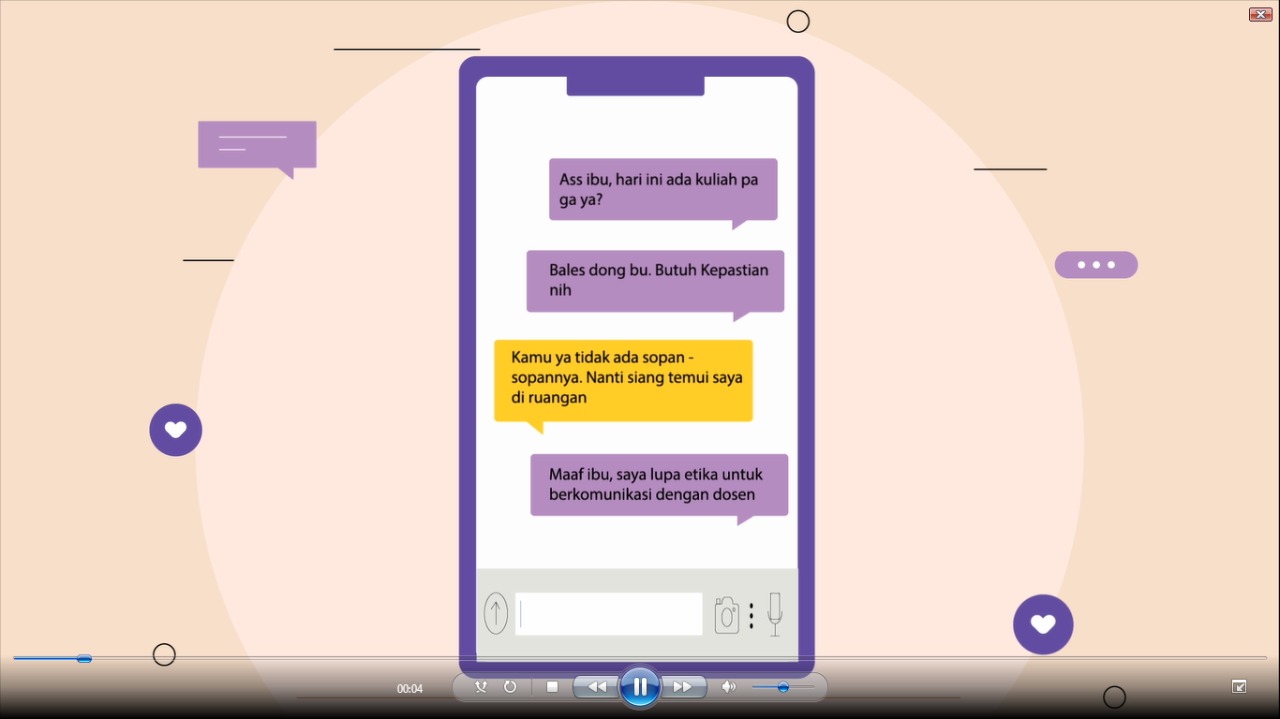 Ass ibu, hari ini ada kuliah pa
ga ya?
Bales dong bu. Butuh Kepastian
nih
Kamu ya tidak ada sopan -
sopannya. Nanti siang temui saya
di ruangan
Maaf ibu, saya lupa etika untuk
berkomunikasi dengan dosen
00:04